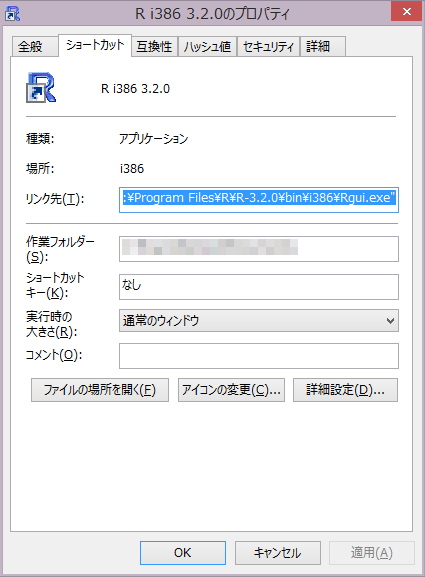 R i386 3.2.0のプロパティ
全般 ショートカット 互換性 ハッシュ値 セキュリティ 詳細
R i386 3.2.0
種類: アプリケーション
場所: i386
リンク先(T): :¥Program Files¥R¥R-3.2.0¥bin¥i386¥Rgui.exe"
作業フォルダー
(S):
ショートカット
キー(K): なし
実行時の
大きさ(R): 通常のウィンドウ
コメント(O):
ファイルの場所を開く(F) アイコンの変更(C)... 詳細設定(D)...
OK キャンセル 適用(A)